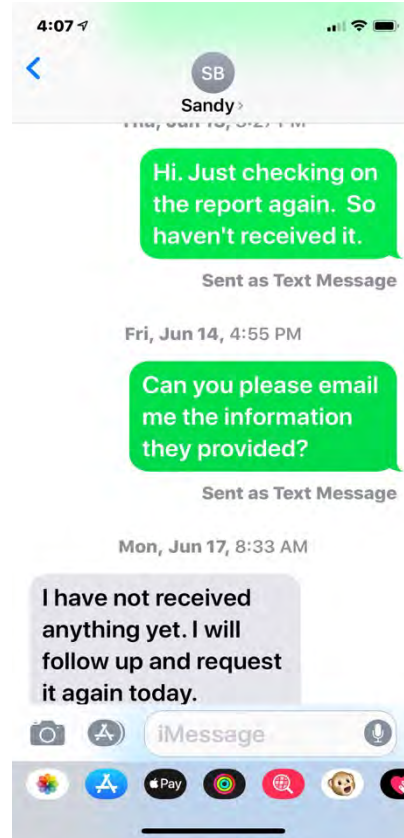 4:07
SB
Sandy
Hi. Just checking on
the report again.  So
haven't received it.
Sent as Text Message
Fri, Jun 14, 4:55 PM
Can you please email
me the information
they provided?
Sent as Text Message
Mon, Jun 17, 8:33 AM
I have not received
anything yet. I will
follow up and request
it again today.
iMessage
Pay